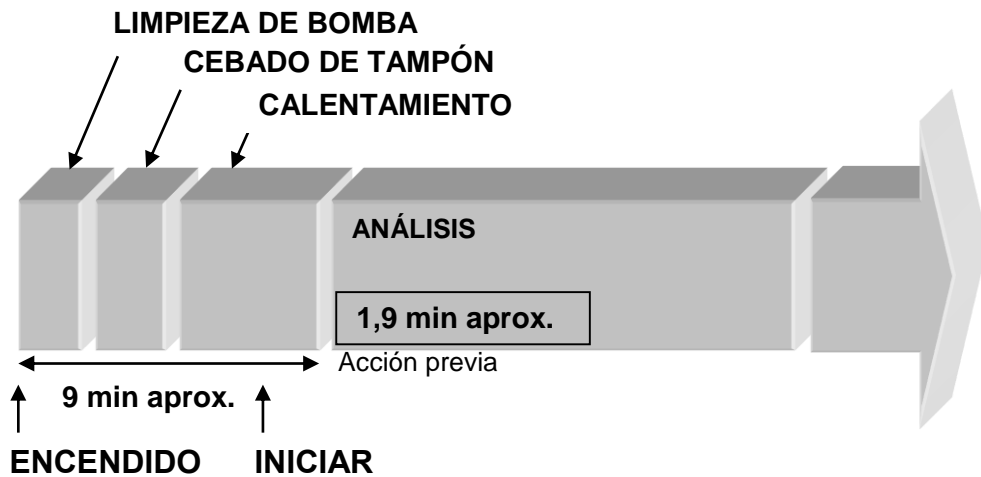 LIMPIEZA DE BOMBA
CEBADO DE TAMPÓN
CALENTAMIENTO
ANÁLISIS
1,9 min aprox.
Acción previa
9 min aprox.
ENCENDIDO
INICIAR